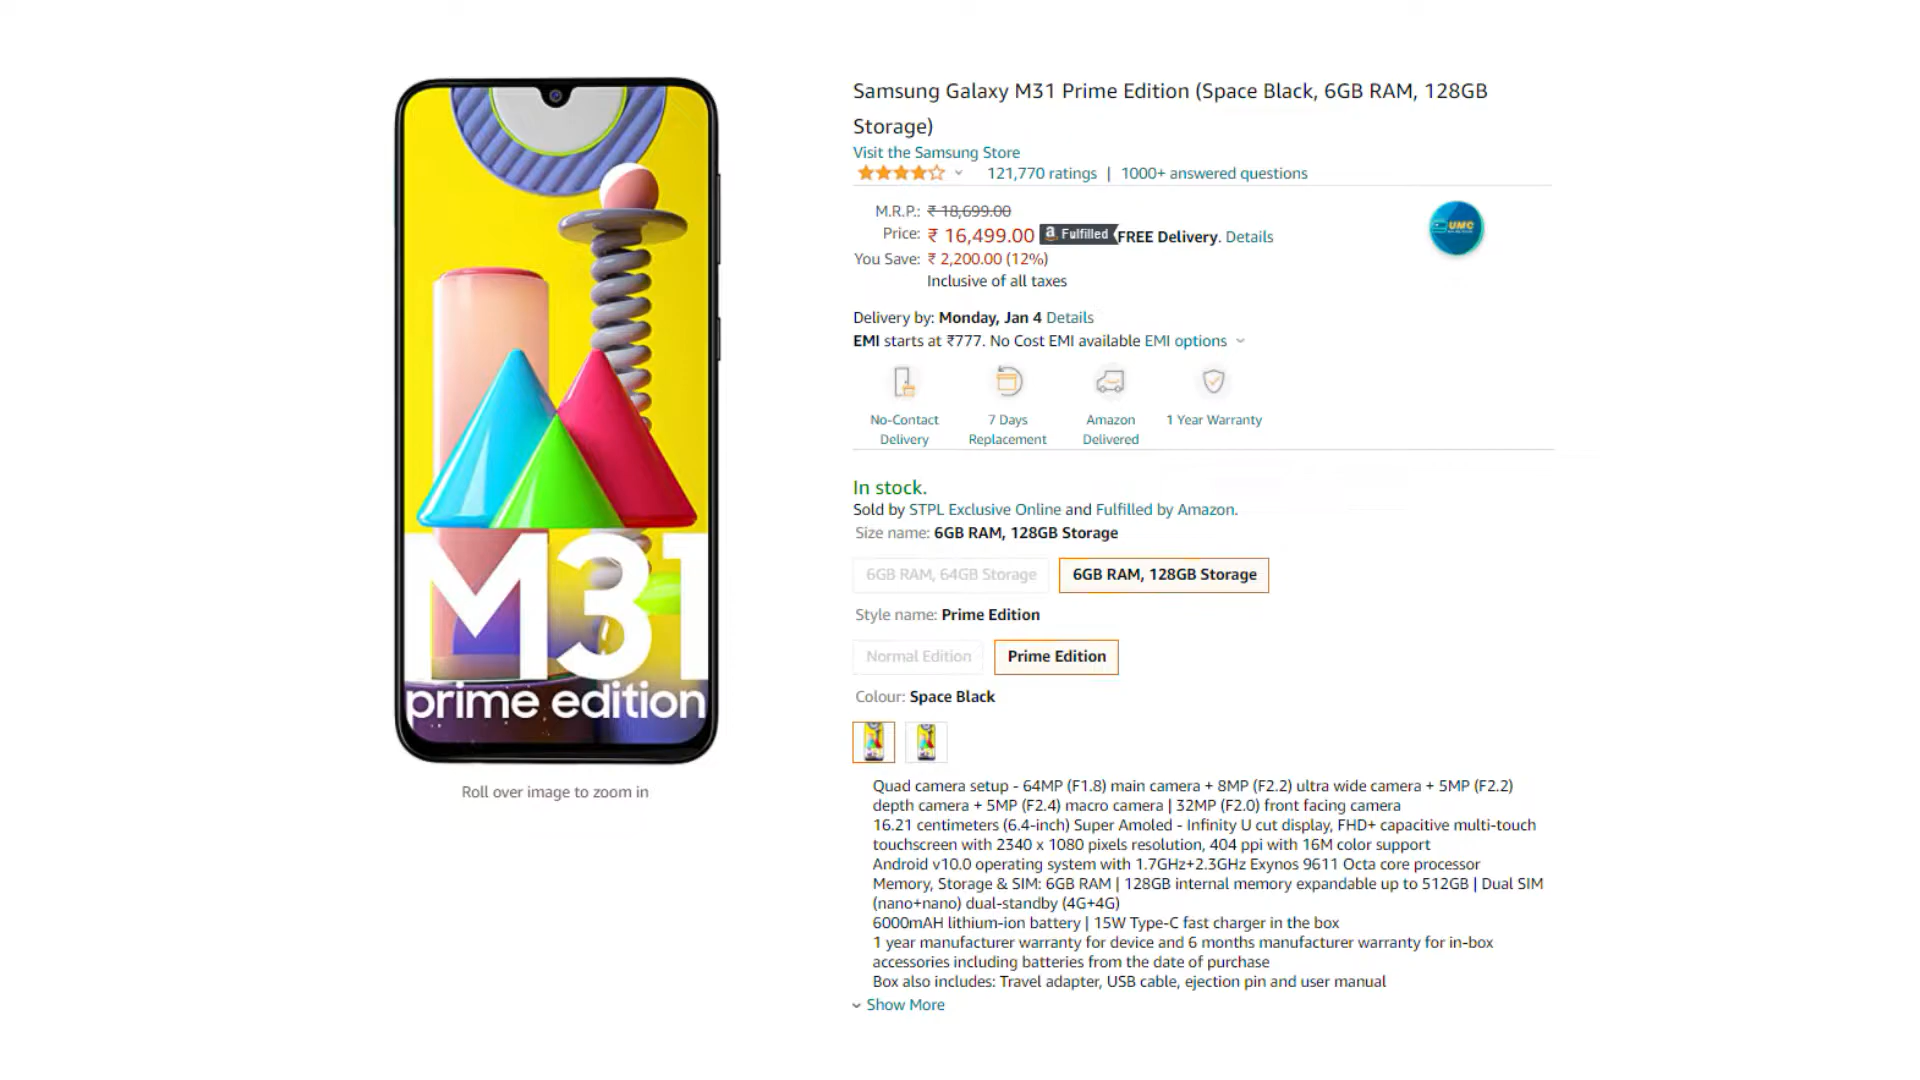 M31
prime edition
Roll over image to zoom in
Samsung Galaxy M31 Prime Edition (Space Black, 6GB RAM, 128GB
Storage)
Visit the Samsung Store
121,770 ratings | 1000+ answered questions
M.R.P.: ₹ 18,699.00
Price: ₹ 16,499.00 a Fulfilled FREE Delivery. Details
UMC
You Save: ₹ 2,200.00 (12%)
Inclusive of all taxes
Delivery by: Monday, Jan 4 Details
EMI starts at ₹777. No Cost EMI available EMI options
No-Contact Delivery
7 Days Replacement
Amazon Delivered
1 Year Warranty
In stock.
Sold by STPL Exclusive Online and Fulfilled by Amazon.
Size name: 6GB RAM, 128GB Storage
6GB RAM, 64GB Storage 6GB RAM, 128GB Storage
Style name: Prime Edition
Normal Edition Prime Edition
Colour: Space Black
Quad camera setup - 64MP (F1.8) main camera + 8MP (F2.2) ultra wide camera + 5MP (F2.2)
depth camera + 5MP (F2.4) macro camera | 32MP (F2.0) front facing camera
16.21 centimeters (6.4-inch) Super Amoled - Infinity U cut display, FHD+ capacitive multi-touch
touchscreen with 2340 x 1080 pixels resolution, 404 ppi with 16M color support
Android v10.0 operating system with 1.7GHz+2.3GHz Exynos 9611 Octa core processor
Memory, Storage & SIM: 6GB RAM | 128GB internal memory expandable up to 512GB | Dual SIM
(nano+nano) dual-standby (4G+4G)
6000mAH lithium-ion battery | 15W Type-C fast charger in the box
1 year manufacturer warranty for device and 6 months manufacturer warranty for in-box
accessories including batteries from the date of purchase
Box also includes: Travel adapter, USB cable, ejection pin and user manual
Show More